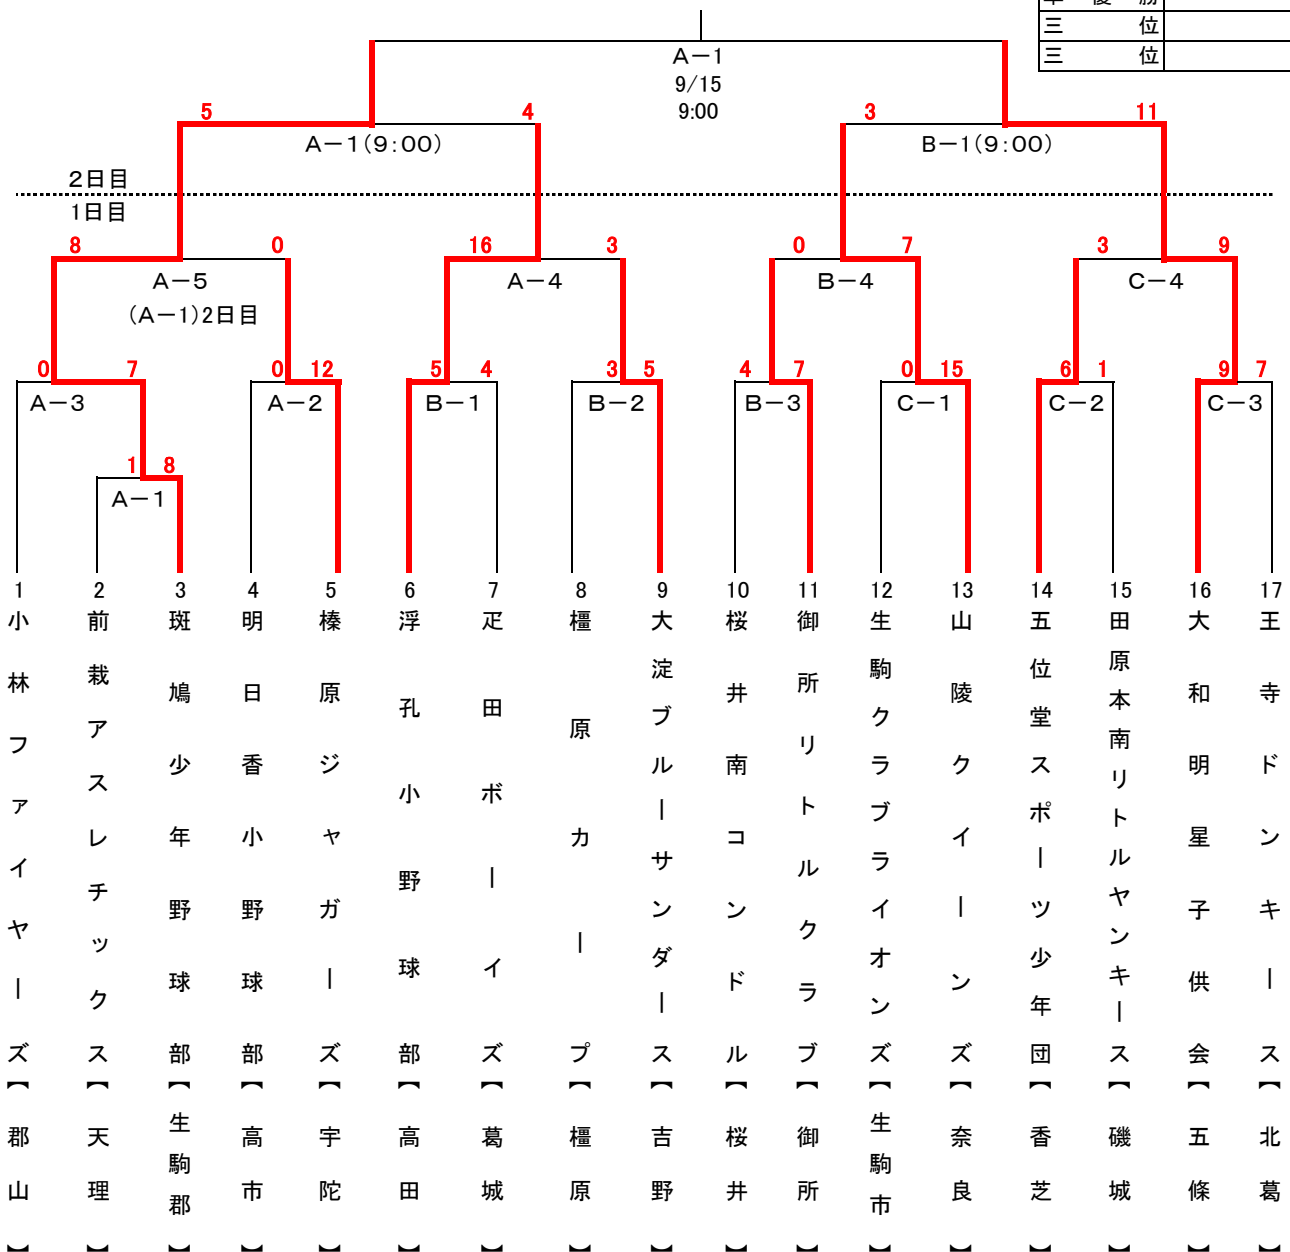 準優勝
三位
三位
A-1
9/15
9:00
5 4 3 11
A-1(9:00) B-1(9:00)
2日目
1日目
8 0 16 3 0 7 3 9
A-5 A-4 B-4 C-4
(A-1)2日目
0 7 0 12 5 4 3 5 4 7 0 15 6 1 9 7
A-3 A-2 B-1 B-2 B-3 C-1 C-2 C-3
1 8
A-1
1 小林ファイヤーズ【郡山】
2 前栽アスレチックス【天理】
3 斑鳩少年野球部【生駒郡】
4 明日香小野球部【高市】
5 榛原ジャガーズ【宇陀】
6 浮孔小野球部【高田】
7 疋田ボーイズ【葛城】
8 橿原カープ【橿原】
9 大淀ブルーサンダース【吉野】
10 桜井南コンドル【桜井】
11 御所リトルクラブ【御所】
12 生駒クラブライオンズ【生駒市】
13 山陵クイーンズ【奈良】
14 五位堂スポーツ少年団【香芝】
15 田原本南リトルヤンキース【磯城】
16 大和明星子供会【五條】
17 王寺ドンキース【北葛】